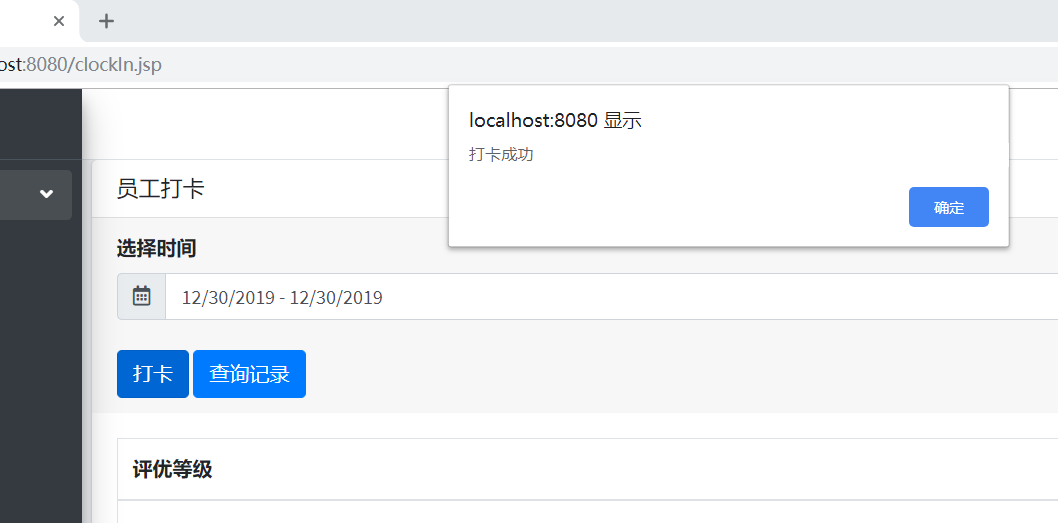 ost:8080/clockIn.jsp
localhost:8080 显示
打卡成功
确定
员工打卡
选择时间
12/30/2019 - 12/30/2019
打卡 查询记录
评优等级